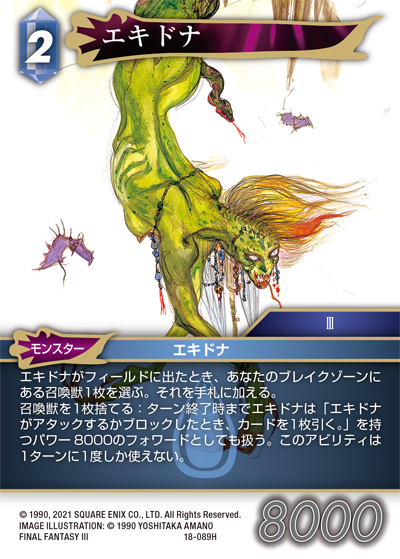 2
エキドナ
III
モンスター
エキドナ
エキドナがフィールドに出たとき、あなたのブレイクゾーンに
ある召喚獣1枚を選ぶ。それを手札に加える。
召喚獣を1枚捨てる：ターン終了時までエキドナは「エキドナ
がアタックするかブロックしたとき、カードを1枚引く。」を持
つパワー8000のフォワードとしても扱う。このアビリティは
1ターンに1度しか使えない。
© 1990, 2021 SQUARE ENIX CO., LTD. All Rights Reserved.
IMAGE ILLUSTRATION: © 1990 YOSHITAKA AMANO
FINAL FANTASY III 18-089H
8000